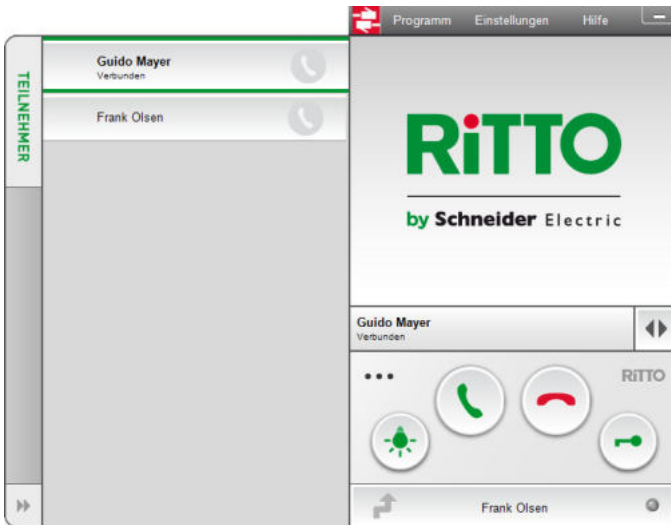 Programm Einstellungen Hilfe
TEILNEHMER
Guido Mayer
Verbunden
Frank Olsen
RiTTO
by Schneider Electric
Guido Mayer
Verbunden
RiTTO
Frank Olsen